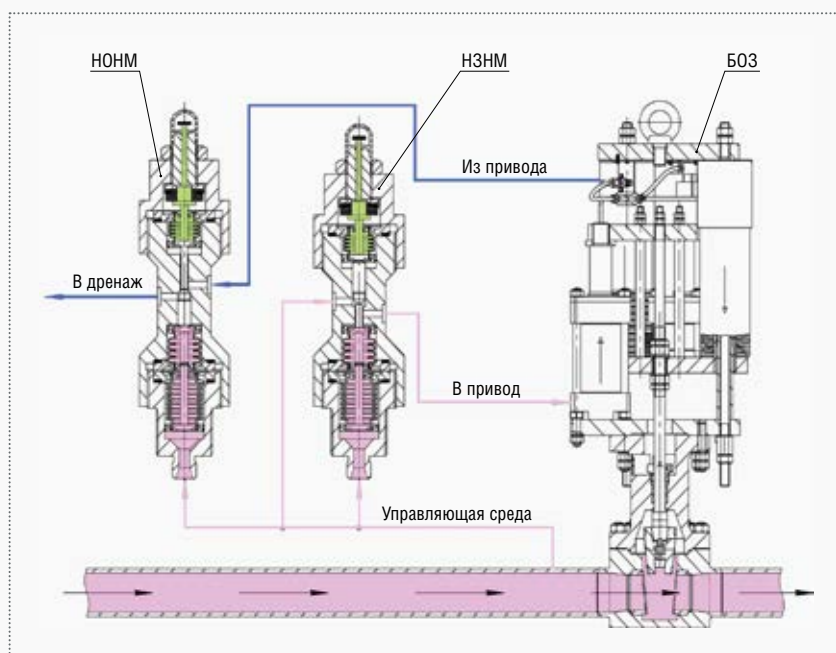 НОНМ
НЗНМ
БОЗ
Из привода
В дренаж
В привод
Управляющая среда